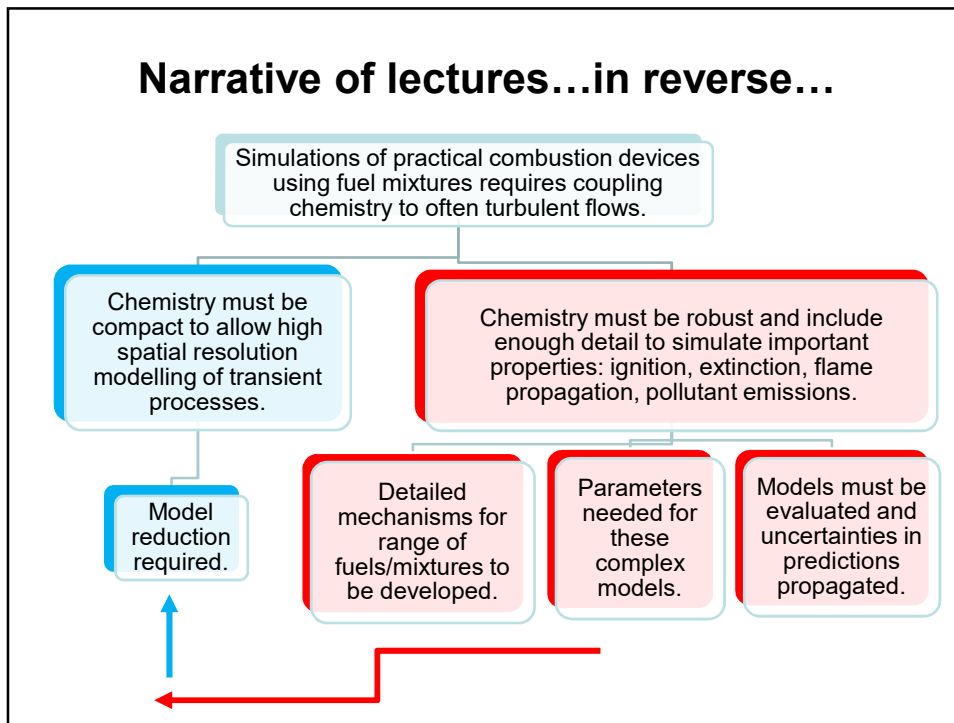 Narrative of lectures…in reverse…
Simulations of practical combustion devices
using fuel mixtures requires coupling
chemistry to often turbulent flows.
Chemistry must be
compact to allow high
spatial resolution
modelling of transient
processes.
Chemistry must be robust and include
enough detail to simulate important
properties: ignition, extinction, flame
propagation, pollutant emissions.
Model
reduction
required.
Detailed
mechanisms for
range of
fuels/mixtures to
be developed.
Parameters
needed for
these
complex
models.
Models must be
evaluated and
uncertainties in
predictions
propagated.